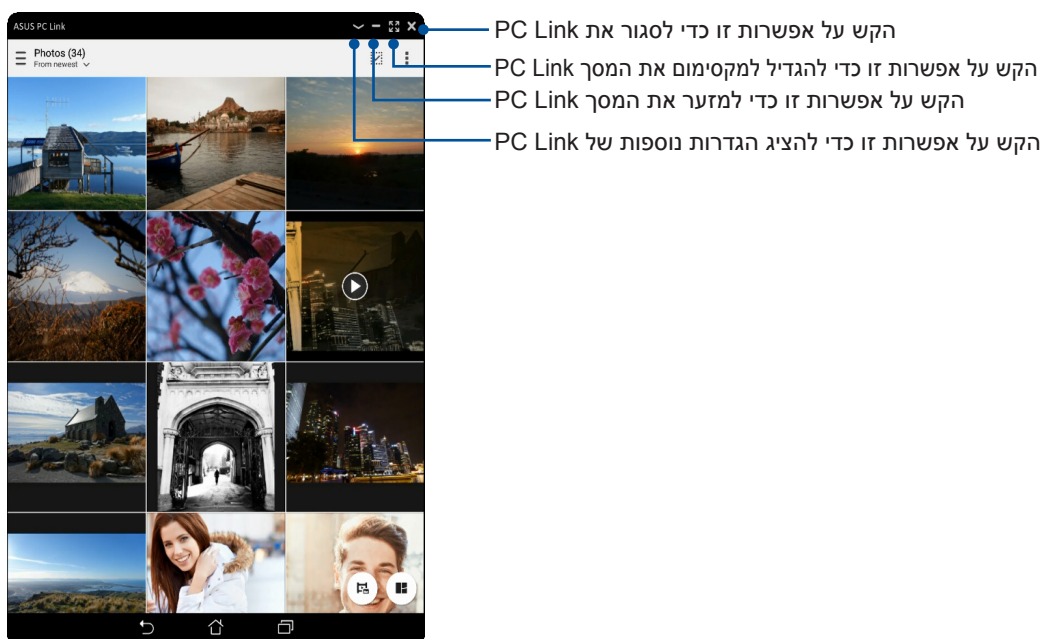 ASUS PC Link
Photos (34)
From newest
הקש על אפשרות זו כדי לסגור את PC Link
הקש על אפשרות זו כדי להגדיל למקסימום את המסך PC Link
הקש על אפשרות זו כדי למזער את המסך PC Link
הקש על אפשרות זו כדי להציג הגדרות נוספות של PC Link